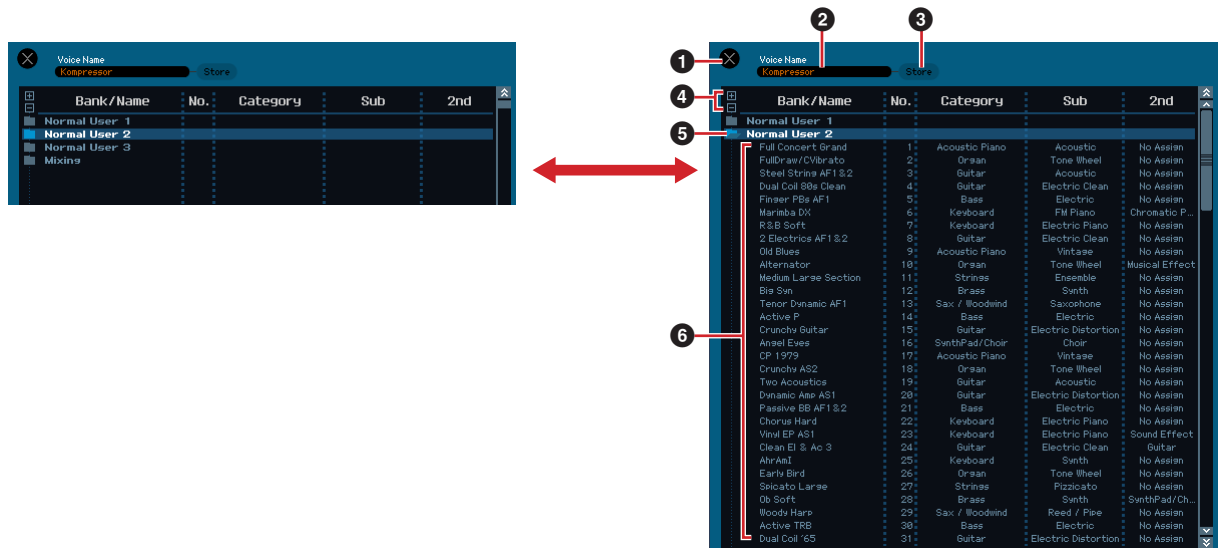 Voice Name
Kompressor
Store
Bank/Name No. Category Sub 2nd
Normal User 1
Normal User 2
Normal User 3
Mixing
❶
❷
❸
❹
❺
❻
Voice Name
Kompressor
Store
Bank/Name No. Category Sub 2nd
Normal User 1
Normal User 2
Full Concert Grand 1 Acoustic Piano Acoustic No Assign
FullDraw/CVibrato 2 Organ Tone Wheel No Assign
Steel String AF1&2 3 Guitar Acoustic No Assign
Dual Coil 80s Clean 4 Guitar Electric Clean No Assign
Finger PBs AF1 5 Bass Electric No Assign
Marimba DX 6 Keyboard FM Piano Chromatic P...
R&B Soft 7 Keyboard Electric Piano No Assign
2 Electrics AF1&2 8 Guitar Electric Clean No Assign
Old Blues 9 Acoustic Piano Vintage No Assign
Alternator 10 Organ Tone Wheel Musical Effect
Medium Large Section 11 Strings Ensemble No Assign
Big Syn 12 Brass Synth No Assign
Tenor Dynamic AF1 13 Sax / Woodwind Saxophone No Assign
Active P 14 Bass Electric No Assign
Crunchy Guitar 15 Guitar Electric Distortion No Assign
Angel Eyes 16 SynthPad/Choir Choir No Assign
CP 1979 17 Acoustic Piano Vintage No Assign
Crunchy AS2 18 Organ Tone Wheel No Assign
Two Acoustics 19 Guitar Acoustic No Assign
Dynamic Amp AS1 20 Guitar Electric Distortion No Assign
Passive BB AF1&2 21 Bass Electric No Assign
Chorus Hard 22 Keyboard Electric Piano No Assign
Vinyl EP AS1 23 Keyboard Electric Piano Sound Effect
Clean El & Ac 3 24 Guitar Electric Clean Guitar
AhrAmI 25 Keyboard Synth No Assign
Early Bird 26 Organ Tone Wheel No Assign
Spicato Large 27 Strings Pizzicato No Assign
Ob Soft 28 Brass Synth SynthPad/Ch...
Woody Harp 29 Sax / Woodwind Reed / Pipe No Assign
Active TRB 30 Bass Electric No Assign
Dual Coil '65 31 Guitar Electric Distortion No Assign